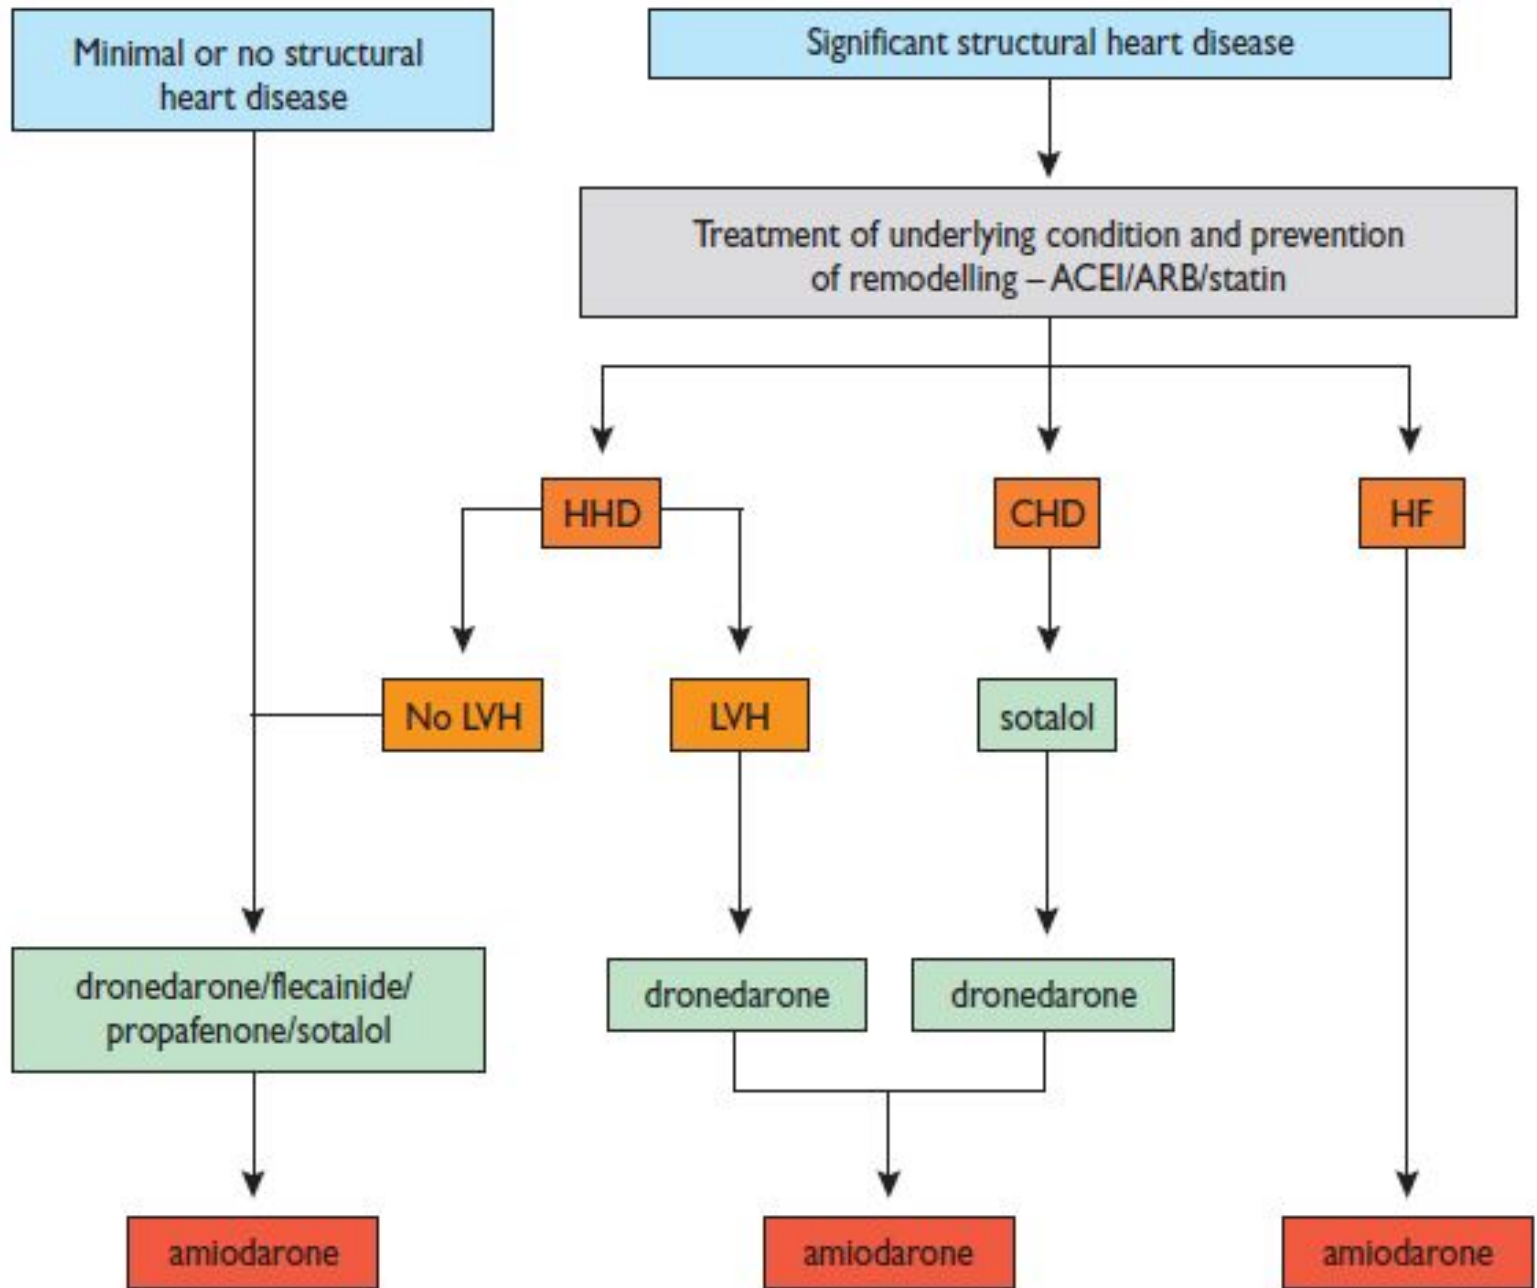 Minimal or no structural
heart disease
Significant structural heart disease
Treatment of underlying condition and prevention
of remodelling – ACEI/ARB/statin
HHD
CHD
HF
No LVH
LVH
sotalol
dronedarone/flecainide/
propafenone/sotalol
dronedarone
dronedarone
amiodarone
amiodarone
amiodarone